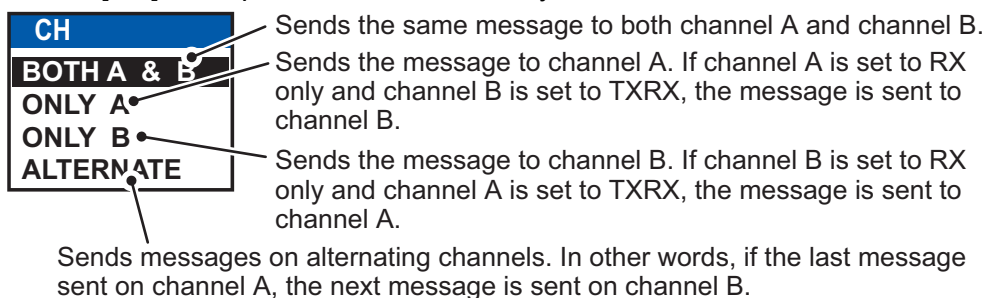 CH
BOTH A & B
ONLY A
ONLY B
ALTERNATE
Sends the same message to both channel A and channel B.
Sends the message to channel A. If channel A is set to RX
only and channel B is set to TXRX, the message is sent to
channel B.
Sends the message to channel B. If channel B is set to RX
only and channel A is set to TXRX, the message is sent to
channel A.
Sends messages on alternating channels. In other words, if the last message
sent on channel A, the next message is sent on channel B.